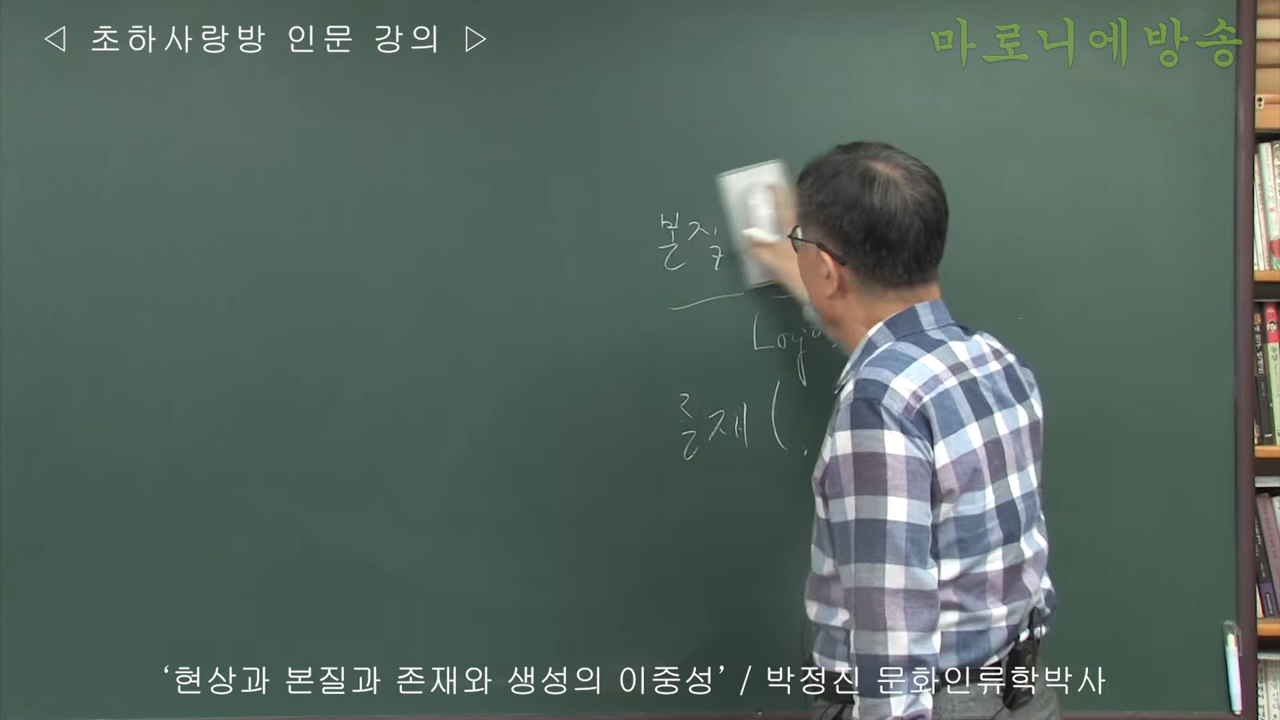 ◁ 초하사랑방 인문 강의 ▷
마로니에방송
본질
Logos
존재 (
‘현상과 본질과 존재와 생성의 이중성’ / 박정진 문화인류학박사